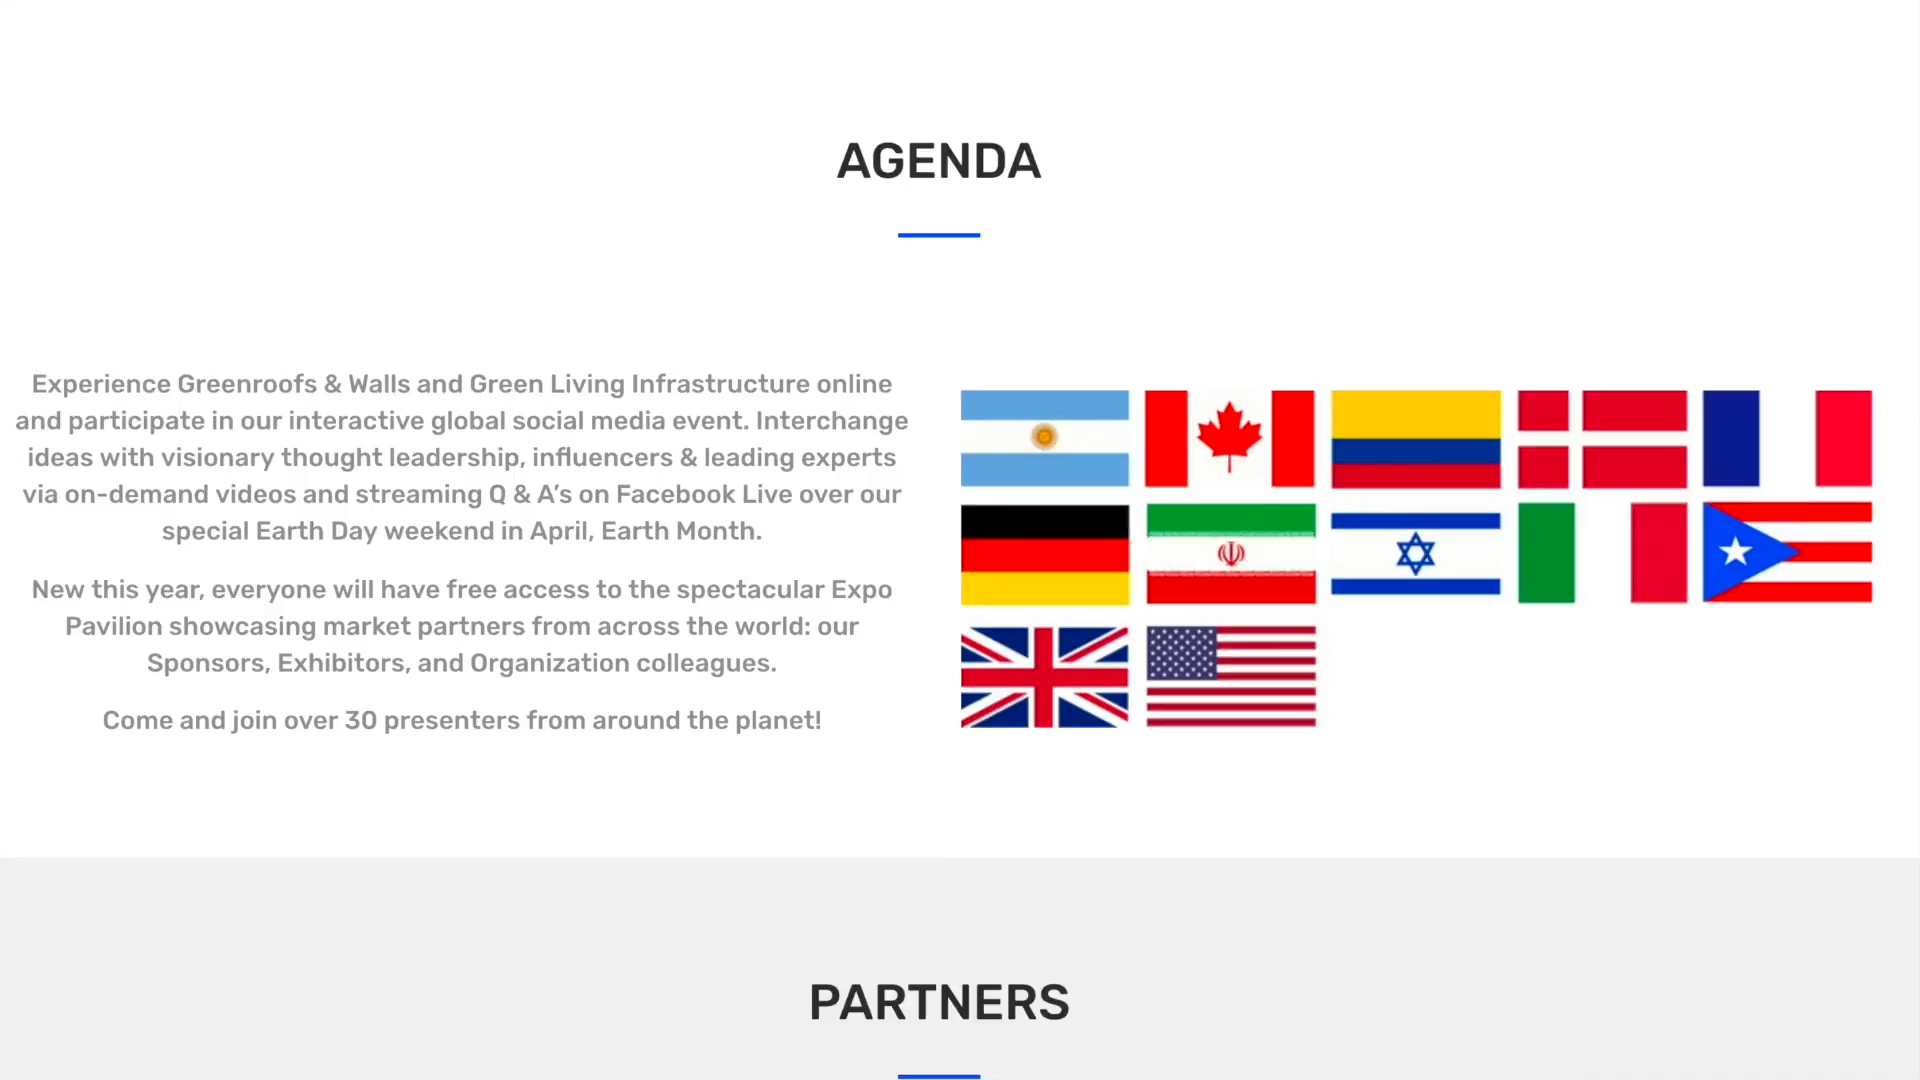 AGENDA
Experience Greenroofs & Walls and Green Living Infrastructure online
and participate in our interactive global social media event. Interchange
ideas with visionary thought leadership, influencers & leading experts
via on-demand videos and streaming Q & A’s on Facebook Live over our
special Earth Day weekend in April, Earth Month.
New this year, everyone will have free access to the spectacular Expo
Pavilion showcasing market partners from across the world: our
Sponsors, Exhibitors, and Organization colleagues.
Come and join over 30 presenters from around the planet!
PARTNERS